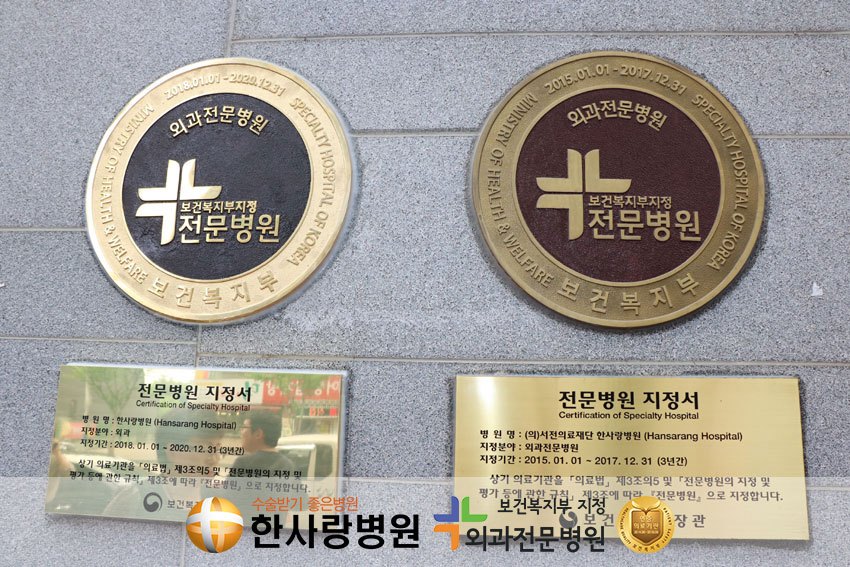 2018.01.01 - 2020.12.31
MINISTRY OF HEALTH & WELFARE
SPECIALTY HOSPITAL OF KOREA
외과전문병원
보건복지부지정
전문병원
보건복지부
2015.01.01 - 2017.12.31
MINISTRY OF HEALTH & WELFARE
SPECIALTY HOSPITAL OF KOREA
외과전문병원
보건복지부지정
전문병원
보건복지부
전문병원 지정서
Certification of Specialty Hospital
병 원 명 : 한사랑병원 (Hansarang Hospital)
지정분야 : 외과
지정기간 : 2018. 01. 01 ~ 2020. 12. 31 (3년간)
상기 의료기관을 「의료법」 제3조의5 및 「전문병원의 지정 및
평가 등에 관한 규칙」 제3조에 따라 「전문병원」으로 지정합니다.
보건복지
전문병원 지정서
Certification of Specialty Hospital
병 원 명 : (의)서전의료재단 한사랑병원 (Hansarang Hospital)
지정분야 : 외과전문병원
지정기간 : 2015. 01. 01 ~ 2017. 12. 31 (3년간)
상기 의료기관을 「의료법」 제3조의5 및 「전문병원의 지정 및
평가 등에 관한 규칙」 제3조에 따라 「전문병원」 으로 지정합니다.
보건 장관
수술받기 좋은병원
한사랑병원
보건복지부 지정
외과전문병원
인증
의료기관